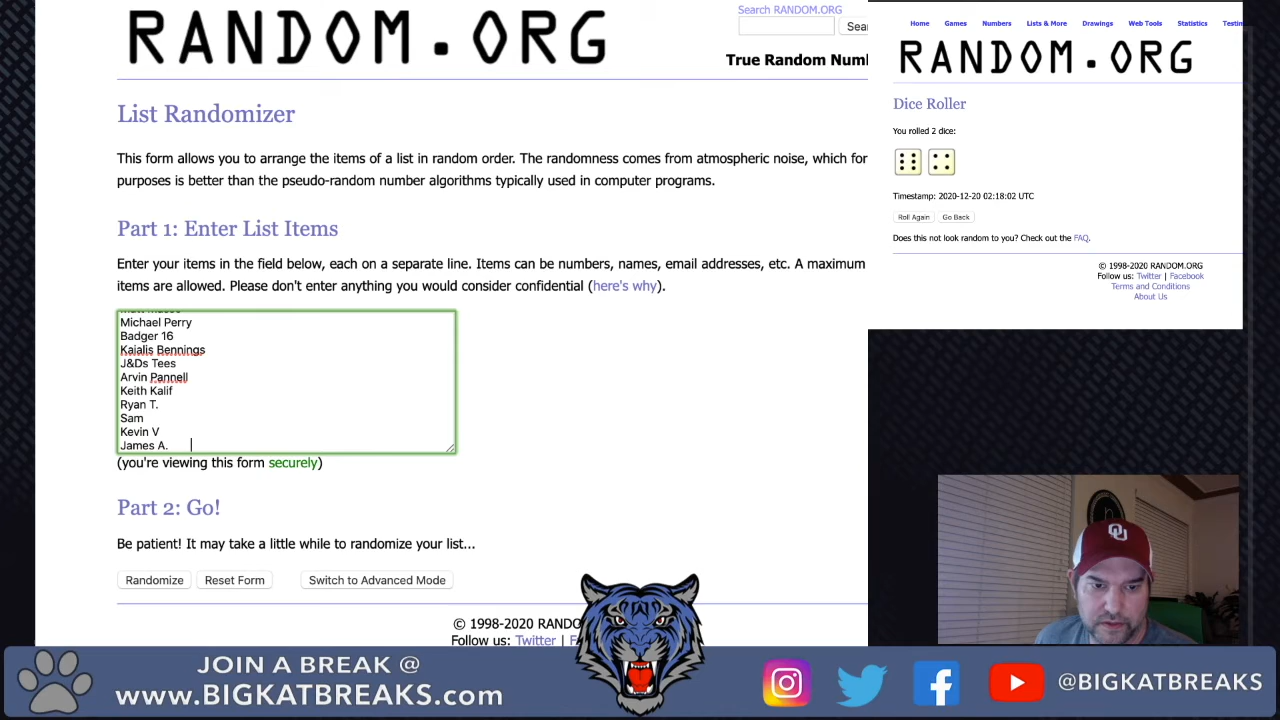 RANDOM.ORG
Search RANDOM.ORG
Sea
True Random Num
List Randomizer
This form allows you to arrange the items of a list in random order. The randomness comes from atmospheric noise, which for
purposes is better than the pseudo-random number algorithms typically used in computer programs.
Part 1: Enter List Items
Enter your items in the field below, each on a separate line. Items can be numbers, names, email addresses, etc. A maximum
items are allowed. Please don't enter anything you would consider confidential (here's why).
Michael Perry
Badger 16
Kaialis Bennings
J&Ds Tees
Arvin Pannell
Keith Kalif
Ryan T.
Sam
Kevin V
James A.
(you're viewing this form securely)
Part 2: Go!
Be patient! It may take a little while to randomize your list...
Randomize Reset Form Switch to Advanced Mode
© 1998-2020 RANDO
Follow us: Twitter | F
Home Games Numbers Lists & More Drawings Web Tools Statistics Testin
RANDOM.ORG
Dice Roller
You rolled 2 dice:
Timestamp: 2020-12-20 02:18:02 UTC
Roll Again Go Back
Does this not look random to you? Check out the FAQ.
© 1998-2020 RANDOM.ORG
Follow us: Twitter | Facebook
Terms and Conditions
About Us
OU
JOIN A BREAK @
www.BIGKATBREAKS.com
@BIGKATBREAKS